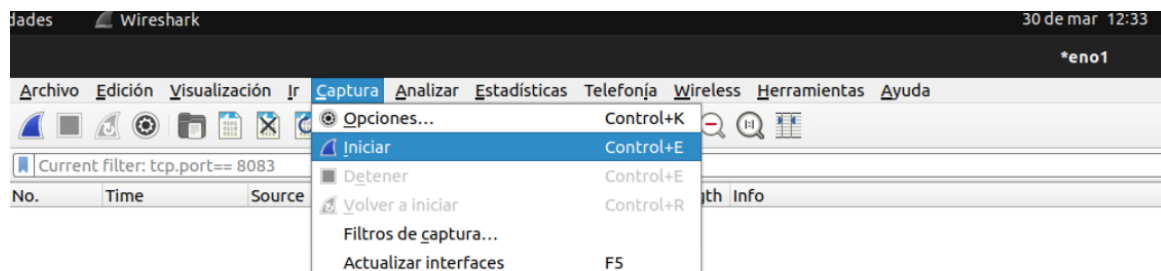 dades Wireshark 30 de mar 12:33
*eno1
Archivo Edición Visualización Ir Captura Analizar Estadísticas Telefonía Wireless Herramientas Ayuda
Opciones... Control+K
Iniciar Control+E
Current filter: tcp.port== 8083
Detener Control+E
No. Time Source gth Info
Volver a iniciar Control+R
Filtros de captura...
Actualizar interfaces F5